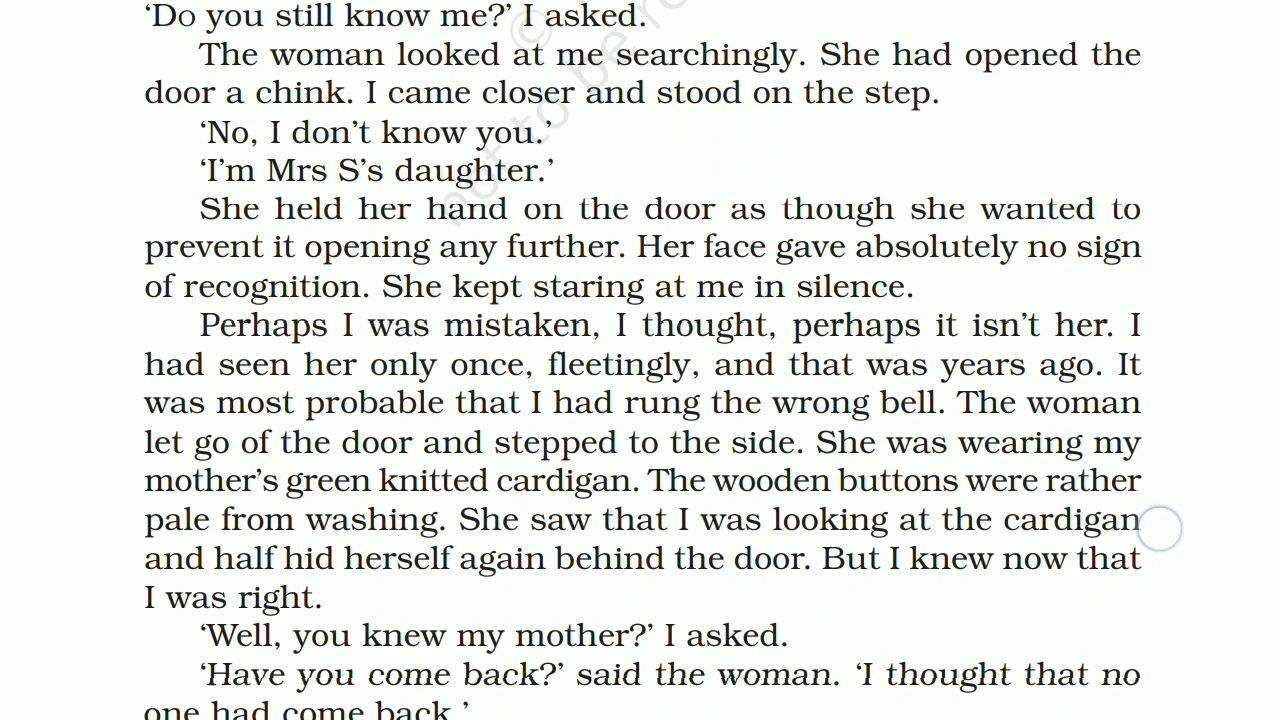 ‘Do you still know me?’ I asked.
The woman looked at me searchingly. She had opened the
door a chink. I came closer and stood on the step.
‘No, I don’t know you.’
‘I’m Mrs S’s daughter.’
She held her hand on the door as though she wanted to
prevent it opening any further. Her face gave absolutely no sign
of recognition. She kept staring at me in silence.
Perhaps I was mistaken, I thought, perhaps it isn’t her. I
had seen her only once, fleetingly, and that was years ago. It
was most probable that I had rung the wrong bell. The woman
let go of the door and stepped to the side. She was wearing my
mother’s green knitted cardigan. The wooden buttons were rather
pale from washing. She saw that I was looking at the cardigan
and half hid herself again behind the door. But I knew now that
I was right.
‘Well, you knew my mother?’ I asked.
‘Have you come back?’ said the woman. ‘I thought that no
one had come back.’
©
not to be